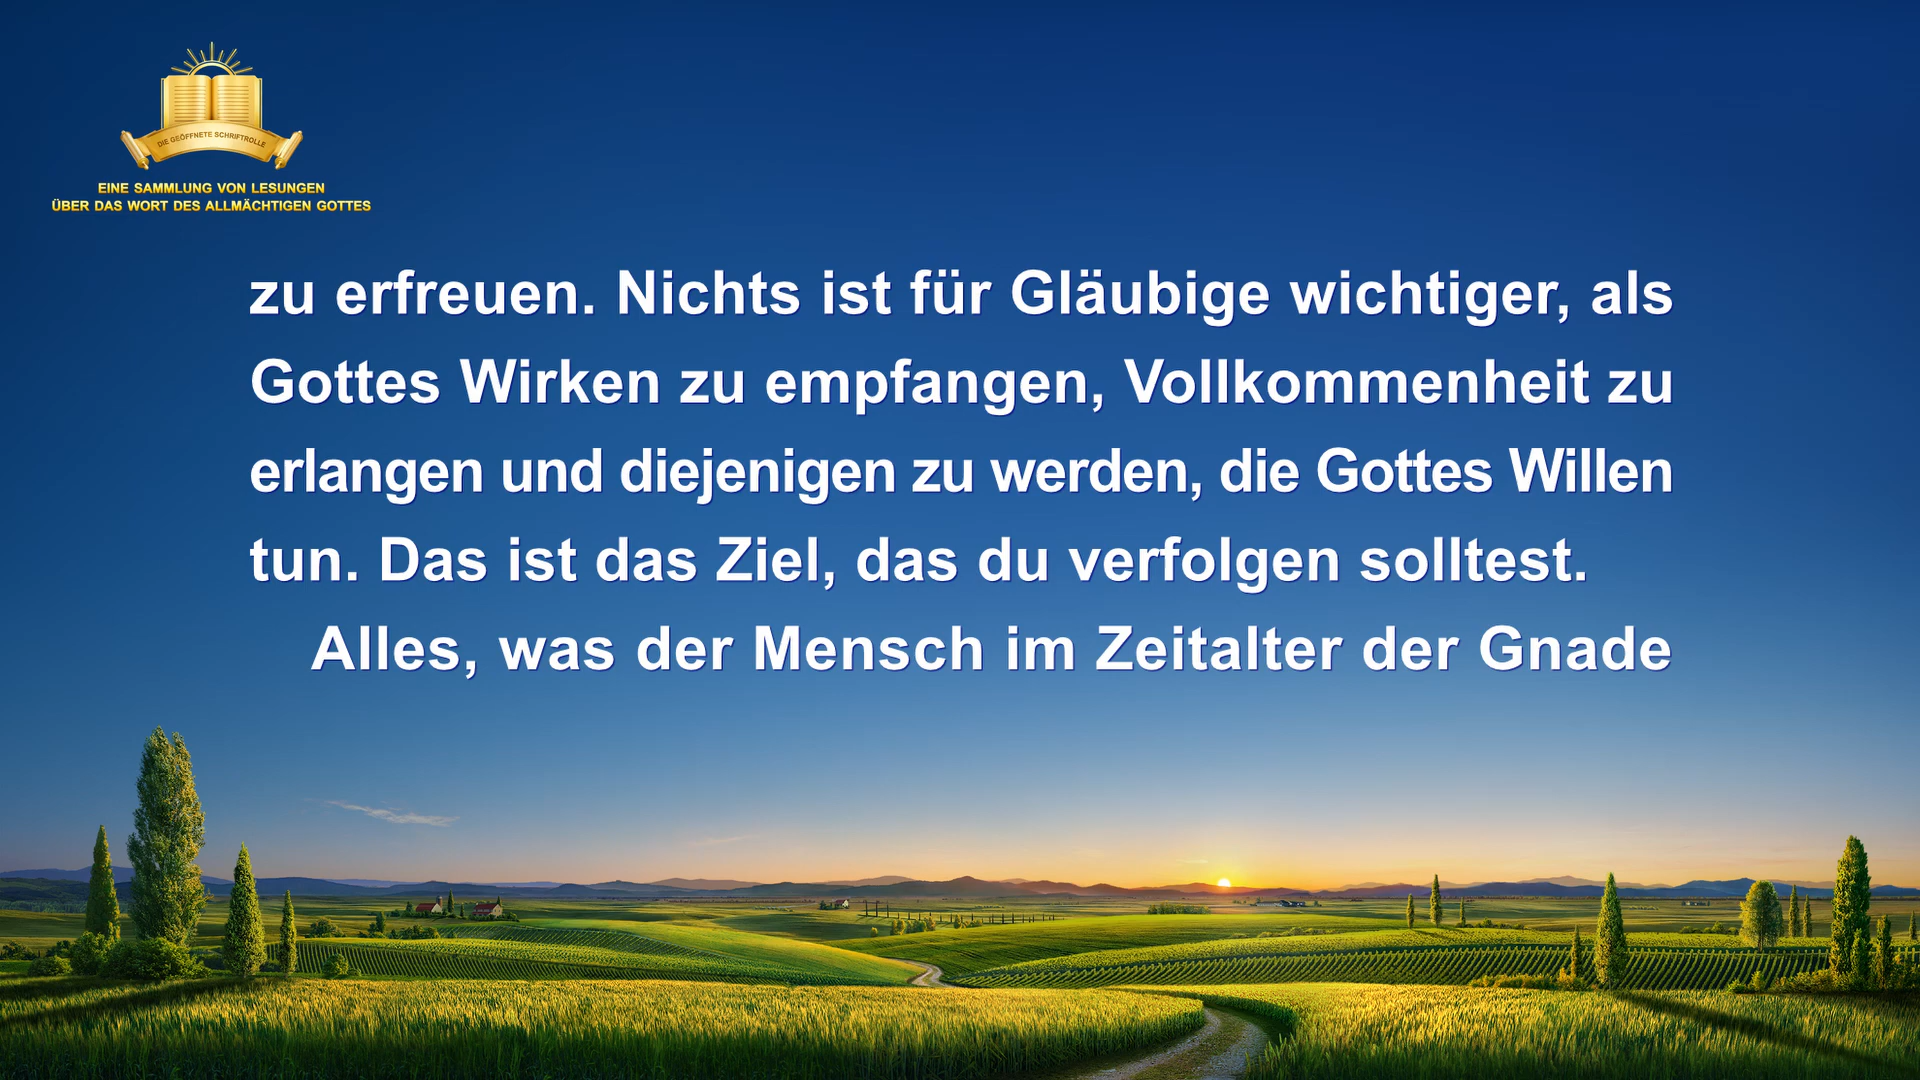 DIE GEÖFFNETE SCHRIFTROLLE
EINE SAMMLUNG VON LESUNGEN
ÜBER DAS WORT DES ALLMÄCHTIGEN GOTTES
zu erfreuen. Nichts ist für Gläubige wichtiger, als
Gottes Wirken zu empfangen, Vollkommenheit zu
erlangen und diejenigen zu werden, die Gottes Willen
tun. Das ist das Ziel, das du verfolgen solltest.
Alles, was der Mensch im Zeitalter der Gnade